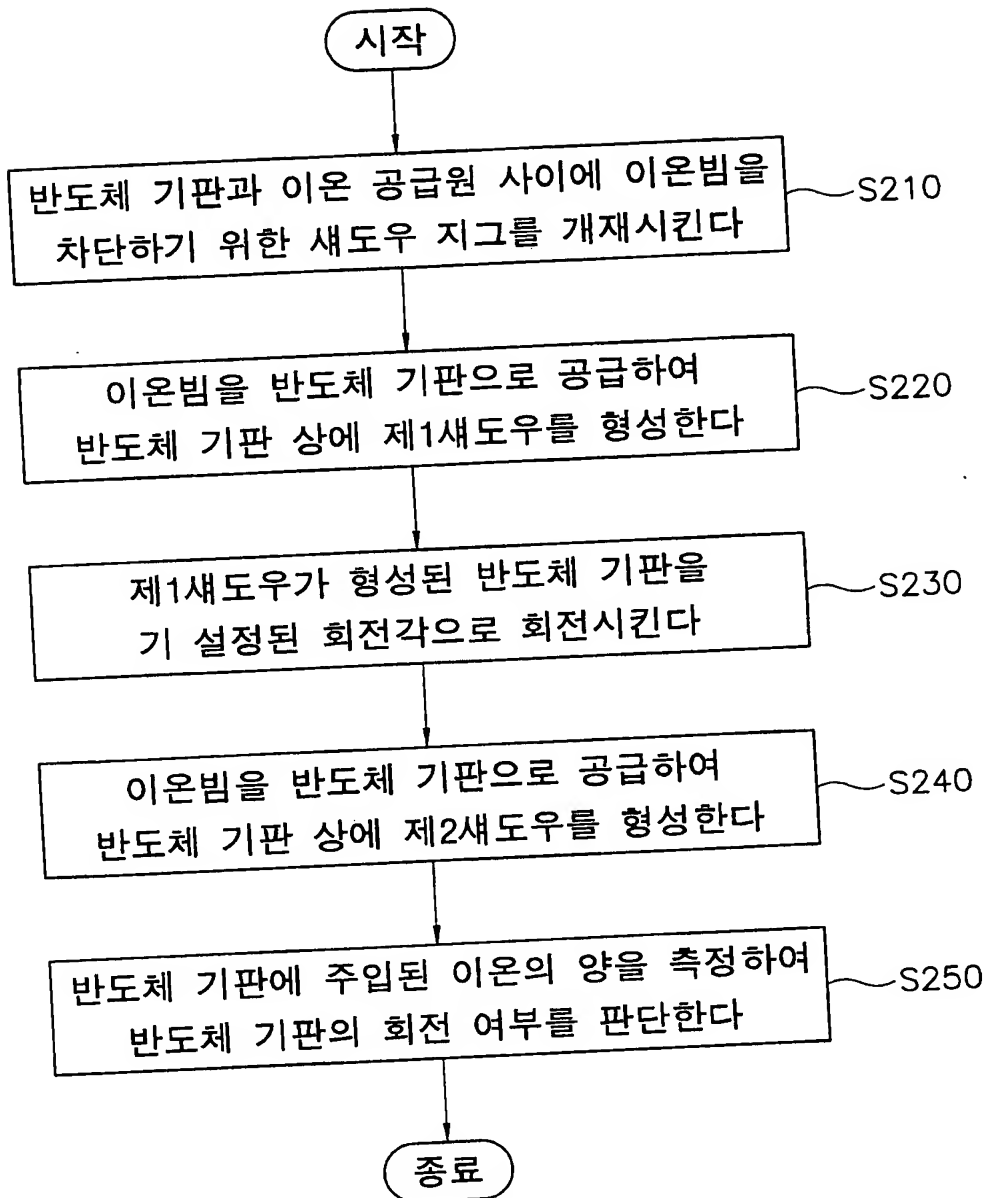 시작
반도체 기판과 이온 공급원 사이에 이온빔을
차단하기 위한 섀도우 지그를 개재시킨다
S210
이온빔을 반도체 기판으로 공급하여
반도체 기판 상에 제1섀도우를 형성한다
S220
제1섀도우가 형성된 반도체 기판을
기 설정된 회전각으로 회전시킨다
S230
이온빔을 반도체 기판으로 공급하여
반도체 기판 상에 제2섀도우를 형성한다
S240
반도체 기판에 주입된 이온의 양을 측정하여
반도체 기판의 회전 여부를 판단한다
S250
종료